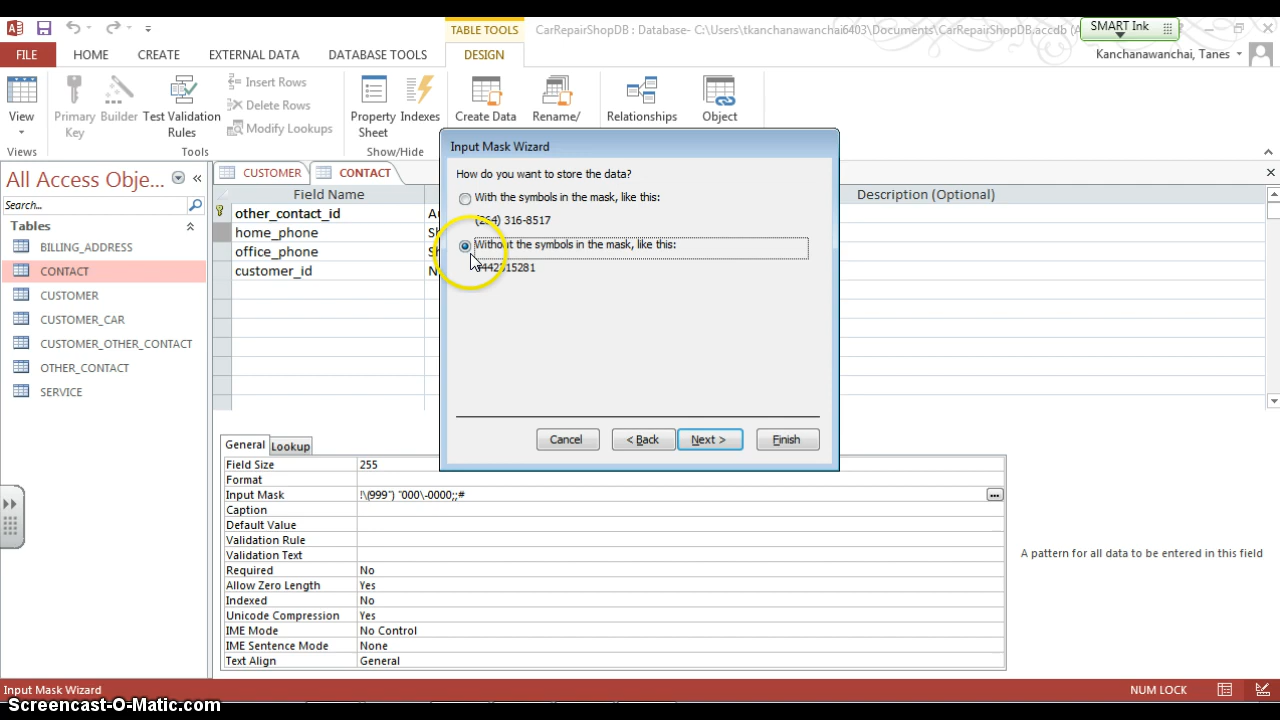 TABLE TOOLS
CarRepairShopDB : Database- C:\Users\tkanchanawanchai6403\Documents\CarRepairShopDB.accdb (A
SMART Ink
FILE
HOME
CREATE
EXTERNAL DATA
DATABASE TOOLS
DESIGN
Kanchanawanchai, Tanes
View
Primary Key
Builder
Test Validation Rules
Insert Rows
Delete Rows
Modify Lookups
Property Sheet
Indexes
Create Data
Rename/
Relationships
Object
Views
Tools
Show/Hide
All Access Obje...
Search...
Tables
BILLING_ADDRESS
CONTACT
CUSTOMER
CUSTOMER_CAR
CUSTOMER_OTHER_CONTACT
OTHER_CONTACT
SERVICE
CUSTOMER
CONTACT
Field Name
Description (Optional)
other_contact_id
home_phone
office_phone
customer_id
Input Mask Wizard
How do you want to store the data?
With the symbols in the mask, like this:
(264) 316-8517
Without the symbols in the mask, like this:
Cancel
< Back
Next >
Finish
General
Lookup
Field Size 255
Format
Input Mask !\(999") "000\-0000;;#
Caption
Default Value
Validation Rule
Validation Text
Required No
Allow Zero Length Yes
Indexed No
Unicode Compression Yes
IME Mode No Control
IME Sentence Mode None
Text Align General
A pattern for all data to be entered in this field
Input Mask Wizard
NUM LOCK
Screencast-O-Matic.com